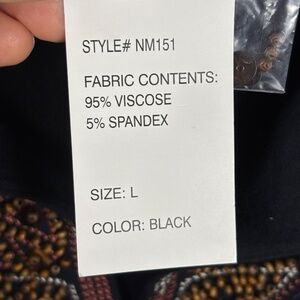 STYLE# NM151
FABRIC CONTENTS:
95% VISCOSE
5% SPANDEX
SIZE: L
COLOR: BLACK